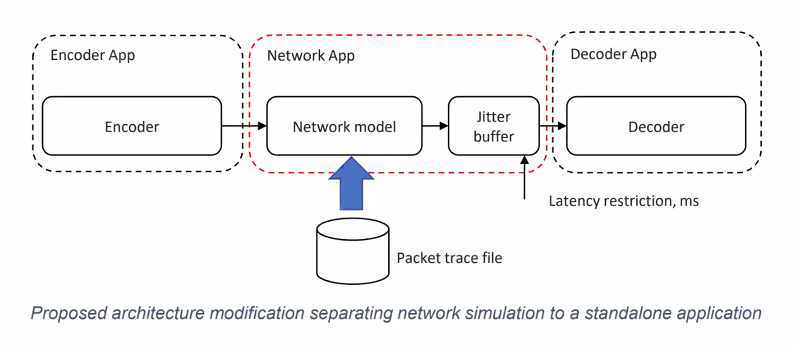 Encoder App
Network App
Decoder App
Encoder
Network model
Jitter
buffer
Decoder
Latency restriction, ms
Packet trace file
Proposed architecture modification separating network simulation to a standalone application